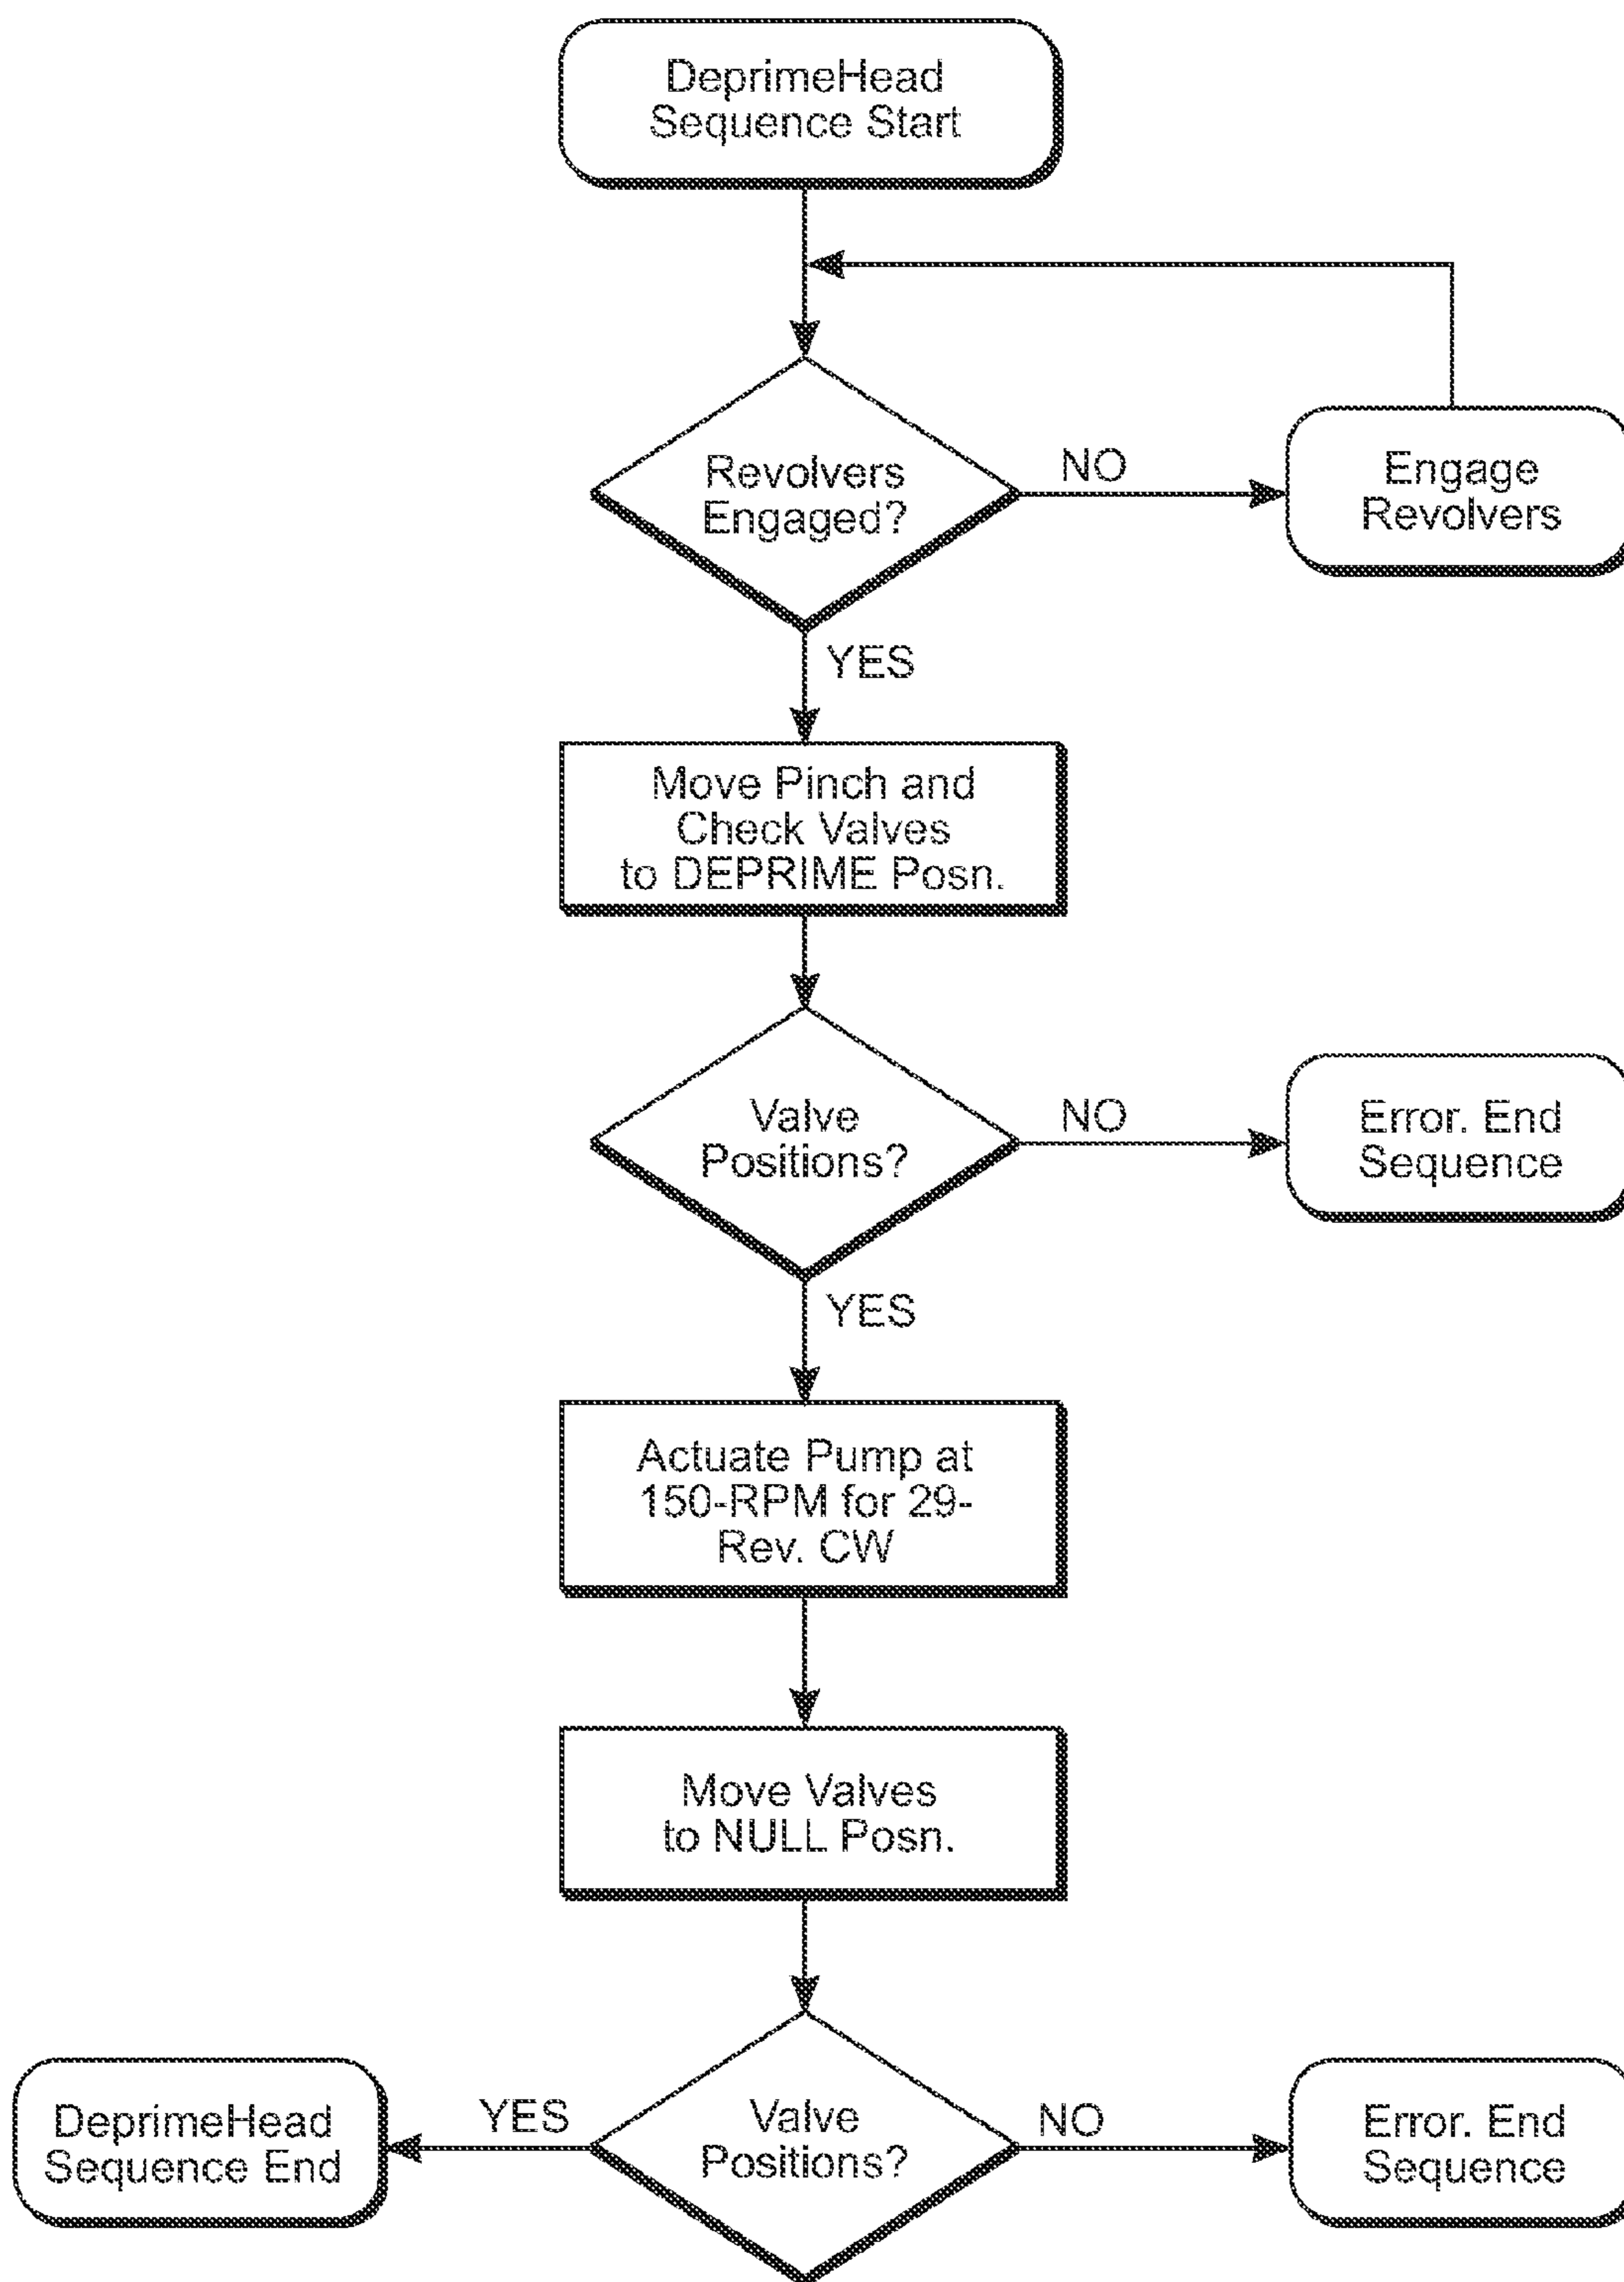 DeprimeHead
Sequence Start
Revolvers
Engaged?
NO
Engage
Revolvers
YES
Move Pinch and
Check Valves
to DEPRIME Posn.
Valve
Positions?
NO
Error. End
Sequence
YES
Actuate Pump at
150-RPM for 29-
Rev. CW
Move Valves
to NULL Posn.
DeprimeHead
Sequence End
YES
Valve
Positions?
NO
Error. End
Sequence